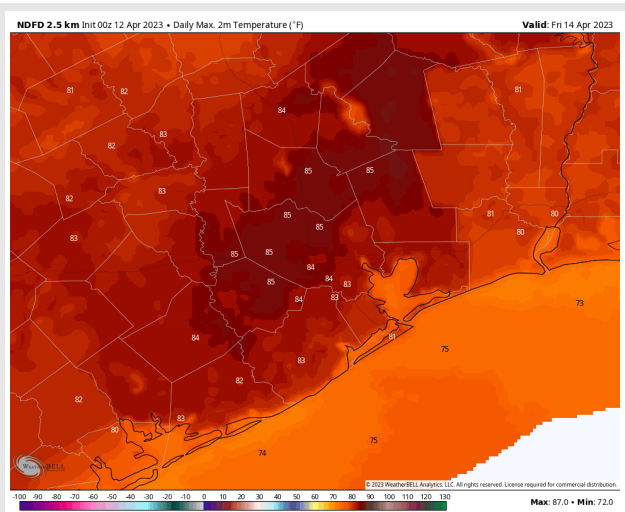 NDFD 2.5 km Init 00z 12 Apr 2023 • Daily Max. 2m Temperature (°F) Valid: Fri 14 Apr 2023
81 82 81
84
83
82
85 85
83
82
85 81 80
85 80
83
85 85
84
84
85 83
84 83 73
84 81
75
83
82
82
83
80
75
74
WeatherBELL
© 2023 WeatherBELL Analytics, LLC. All rights reserved. License required for commercial distribution.
-100 -90 -80 -70 -60 -50 -40 -30 -20 -10 0 10 20 30 40 50 60 70 80 90 100 110 120 130
Max: 87.0 • Min: 72.0